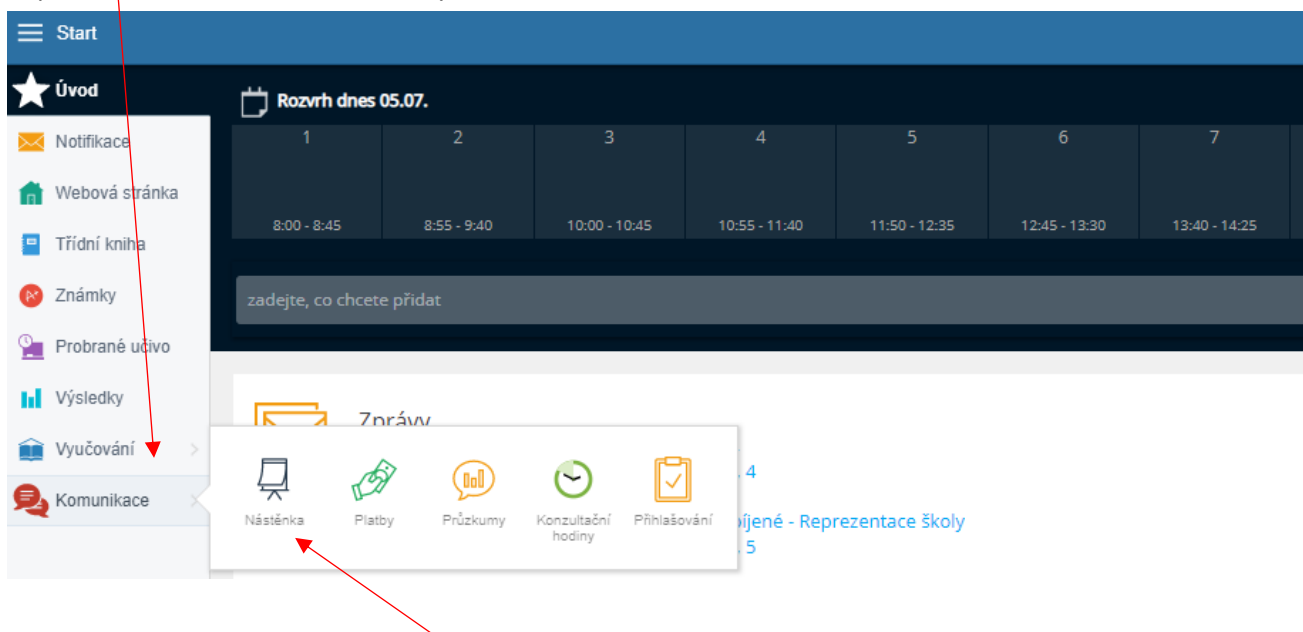 Start
Úvod
Notifikace
Webová stránka
Třídní kniha
Známky
Probrané učivo
Výsledky
Vyučování
Komunikace
Rozvrh dnes 05.07.
1 2 3 4 5 6 7
8:00 - 8:45 8:55 - 9:40 10:00 - 10:45 10:55 - 11:40 11:50 - 12:35 12:45 - 13:30 13:40 - 14:25
zadejte, co chcete přidat
Zprávy
. 4
Nástěnka Platby Průzkumy Konzultační hodiny Přihlašování
- Reprezentace školy
. 5